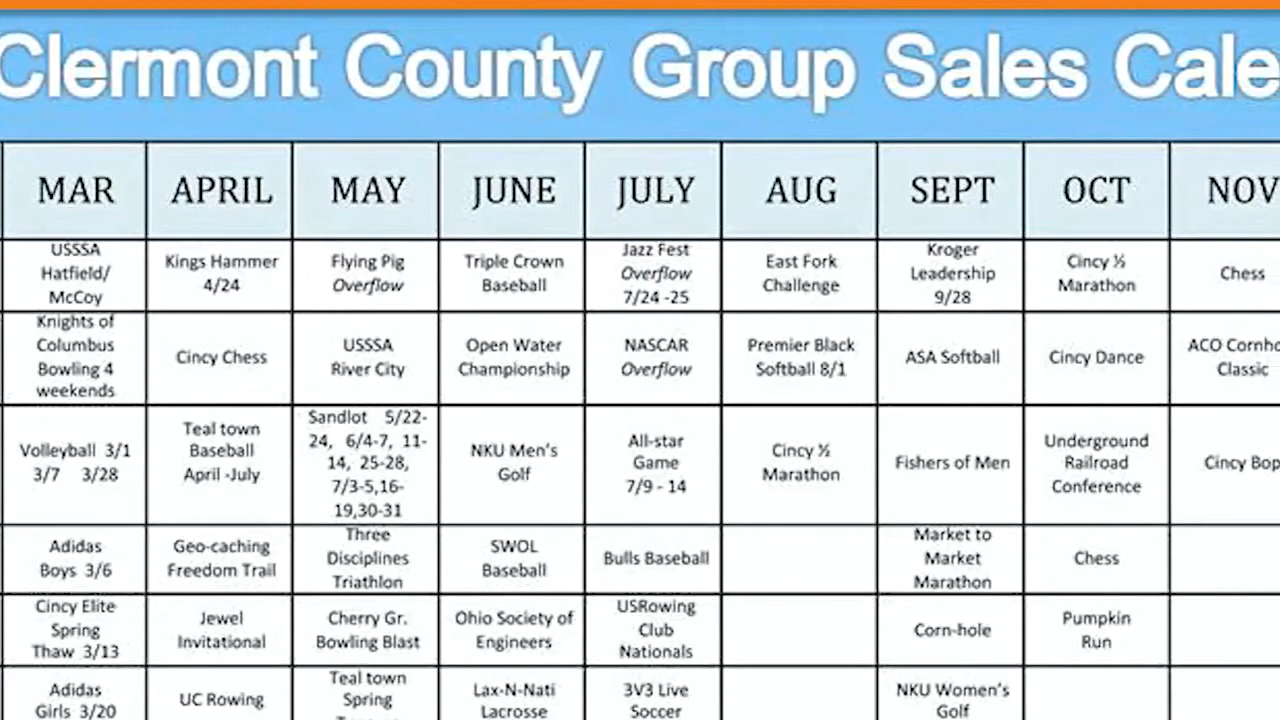 Clermont County Group Sales Cale
MAR APRIL MAY JUNE JULY AUG SEPT OCT NOV
USSSA
Hatfield/
McCoy
Kings Hammer
4/24
Flying Pig
Overflow
Triple Crown
Baseball
Jazz Fest
Overflow
7/24 -25
East Fork
Challenge
Kroger
Leadership
9/28
Cincy ½
Marathon
Chess
Knights of
Columbus
Bowling 4
weekends
Cincy Chess
USSSA
River City
Open Water
Championship
NASCAR
Overflow
Premier Black
Softball 8/1
ASA Softball
Cincy Dance
ACO Cornho
Classic
Volleyball 3/1
3/7 3/28
Teal town
Baseball
April -July
Sandlot 5/22-
24, 6/4-7, 11-
14, 25-28,
7/3-5,16-
19,30-31
NKU Men's
Golf
All-star
Game
7/9 - 14
Cincy ½
Marathon
Fishers of Men
Underground
Railroad
Conference
Cincy Bop
Adidas
Boys 3/6
Geo-caching
Freedom Trail
Three
Disciplines
Triathlon
SWOL
Baseball
Bulls Baseball
Market to
Market
Marathon
Chess
Cincy Elite
Spring
Thaw 3/13
Jewel
Invitational
Cherry Gr.
Bowling Blast
Ohio Society of
Engineers
USRowing
Club
Nationals
Corn-hole
Pumpkin
Run
Adidas
Girls 3/20
UC Rowing
Teal town
Spring
Lax-N-Nati
Lacrosse
3V3 Live
Soccer
NKU Women's
Golf